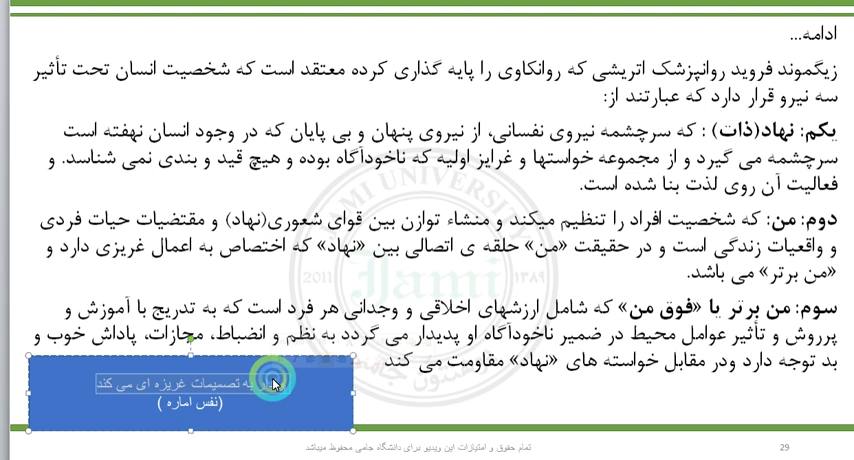 ادامه...
زیگموند فروید روانپزشک اتریشی که روانکاوی را پایه گذاری کرده معتقد است که شخصیت انسان تحت تأثیر
سه نیرو قرار دارد که عبارتند از:
یکم: نهاد(ذات) : که سرچشمه نیروی نفسانی، از نیروی پنهان و بی پایان که در وجود انسان نهفته است
سرچشمه می گیرد و از مجموعه خواستها و غرایز اولیه که ناخودآگاه بوده و هیچ قید و بندی نمی شناسد. و
فعالیت آن روی لذت بنا شده است.
دوم: من: که شخصیت افراد را تنظیم میکند و منشاء توازن بین قوای شعوری(نهاد) و مقتضیات حیات فردی
و واقعیات زندگی است و در حقیقت «من» حلقه ی اتصالی بین «نهاد» که اختصاص به اعمال غریزی دارد و
«من برتر» می باشد.
سوم: من برتر یا «فوق من» که شامل ارزشهای اخلاقی و وجدانی هر فرد است که به تدریج با آموزش و
پرروش و تأثیر عوامل محیط در ضمیر ناخودآگاه او پدیدار می گردد به نظم و انضباط، مجازات، پاداش خوب و
بد توجه دارد ودر مقابل خواسته های «نهاد» مقاومت می کند
به تصمیمات غریزه ای می کند
(نفس اماره )
JAMI UNIVERSITY
2011 Jami ۱۳۸۹
تمام حقوق و امتیازات این ویدیو برای دانشگاه جامی محفوظ میباشد
29